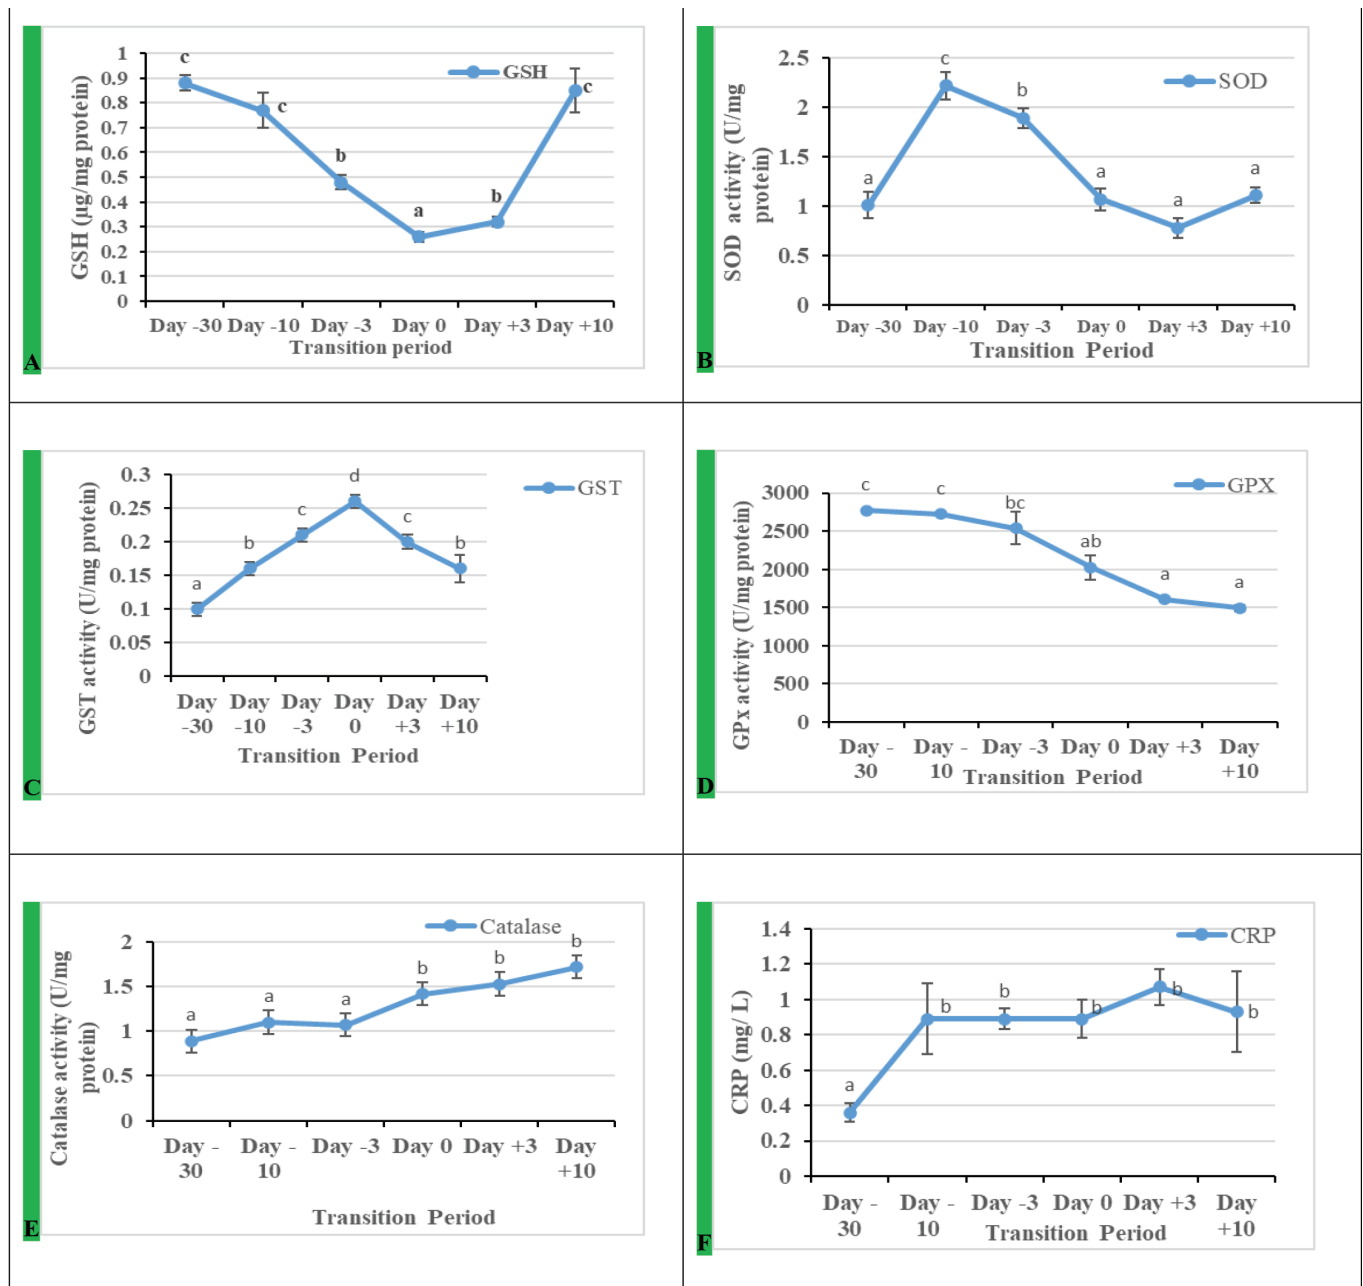 GSH
c
c
b
a
b
c
1
0.9
0.8
0.7
0.6
0.5
0.4
0.3
0.2
0.1
0
GSH (µg/mg protein)
Day -30 Day -10 Day -3 Day 0 Day +3 Day +10
Transition period
A
SOD
a
c
b
a
a
a
2.5
2
1.5
1
0.5
0
SOD activity (U/mg
protein)
Day -30 Day -10 Day -3 Day 0 Day +3 Day +10
Transition Period
B
GST
a
b
c
d
c
b
0.3
0.25
0.2
0.15
0.1
0.05
0
GST activity (U/mg protein)
Day Day Day Day Day Day
-30 -10 -3 0 +3 +10
Transition Period
C
GPX
c
c
bc
ab
a
a
3000
2500
2000
1500
1000
500
0
GPx activity (U/mg protein)
Day - Day - Day -3 Day 0 Day +3 Day
30 10 +10
Transition Period
D
Catalase
a
a
a
b
b
b
2
1.5
1
0.5
0
Catalase activity (U/mg
protein)
Day - Day - Day -3 Day 0 Day +3 Day
30 10 +10
Transition Period
E
CRP
a
b
b
b
b
b
1.4
1.2
1
0.8
0.6
0.4
0.2
0
CRP (mg/ L)
Day - Day - Day -3 Day 0 Day +3 Day
30 10 +10
Transition Period
F